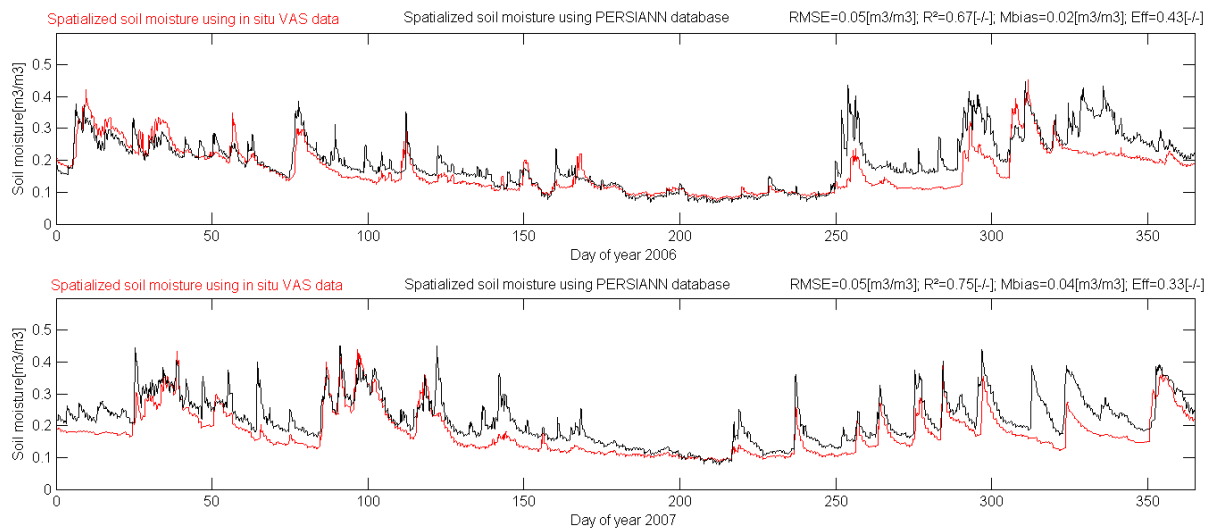 Spatialized soil moisture using in situ VAS data Spatialized soil moisture using PERSIANN database RMSE=0.05[m3/m3]; R²=0.67[-/-]; Mbias=0.02[m3/m3]; Eff=0.43[-/-]
Soil moisture[m3/m3]
0.5
0.4
0.3
0.2
0.1
0
0 50 100 150 200 250 300 350
Day of year 2006
Spatialized soil moisture using in situ VAS data Spatialized soil moisture using PERSIANN database RMSE=0.05[m3/m3]; R²=0.75[-/-]; Mbias=0.04[m3/m3]; Eff=0.33[-/-]
Soil moisture[m3/m3]
0.5
0.4
0.3
0.2
0.1
0
0 50 100 150 200 250 300 350
Day of year 2007